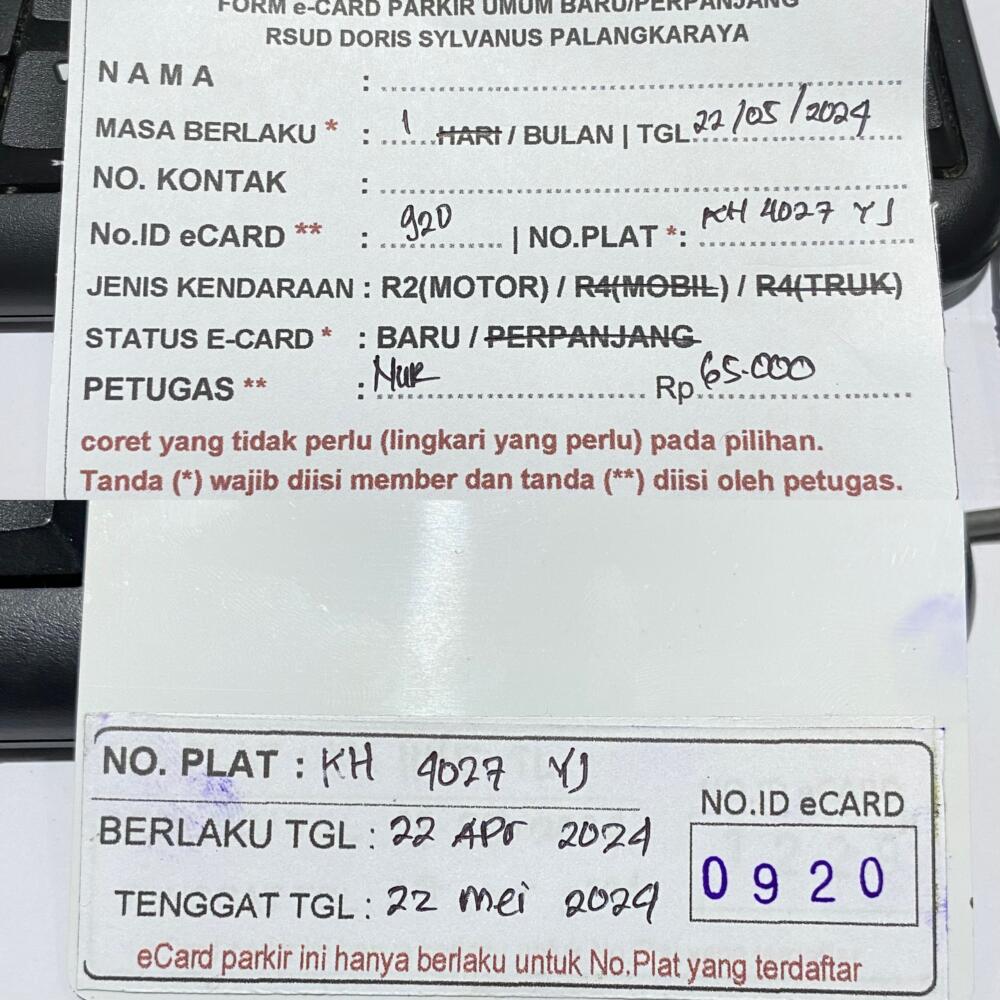 FORM e-CARD PARKIR UMUM BARU/PERPANJANG
RSUD DORIS SYLVANUS PALANGKARAYA
NAMA :
MASA BERLAKU * : 1 HARI / BULAN | TGL 22/05/2024
NO. KONTAK :
No.ID eCARD ** : 920 | NO.PLAT *: KH 4027 YJ
JENIS KENDARAAN : R2(MOTOR) / R4(MOBIL) / R4(TRUK)
STATUS E-CARD * : BARU / PERPANJANG
PETUGAS ** : Nur Rp 65.000
coret yang tidak perlu (lingkari yang perlu) pada pilihan.
Tanda (*) wajib diisi member dan tanda (**) diisi oleh petugas.
NO. PLAT : KH 4027 YJ
BERLAKU TGL : 22 APr 2024
TENGGAT TGL : 22 mei 2024
NO.ID eCARD
0920
eCard parkir ini hanya berlaku untuk No.Plat yang terdaftar